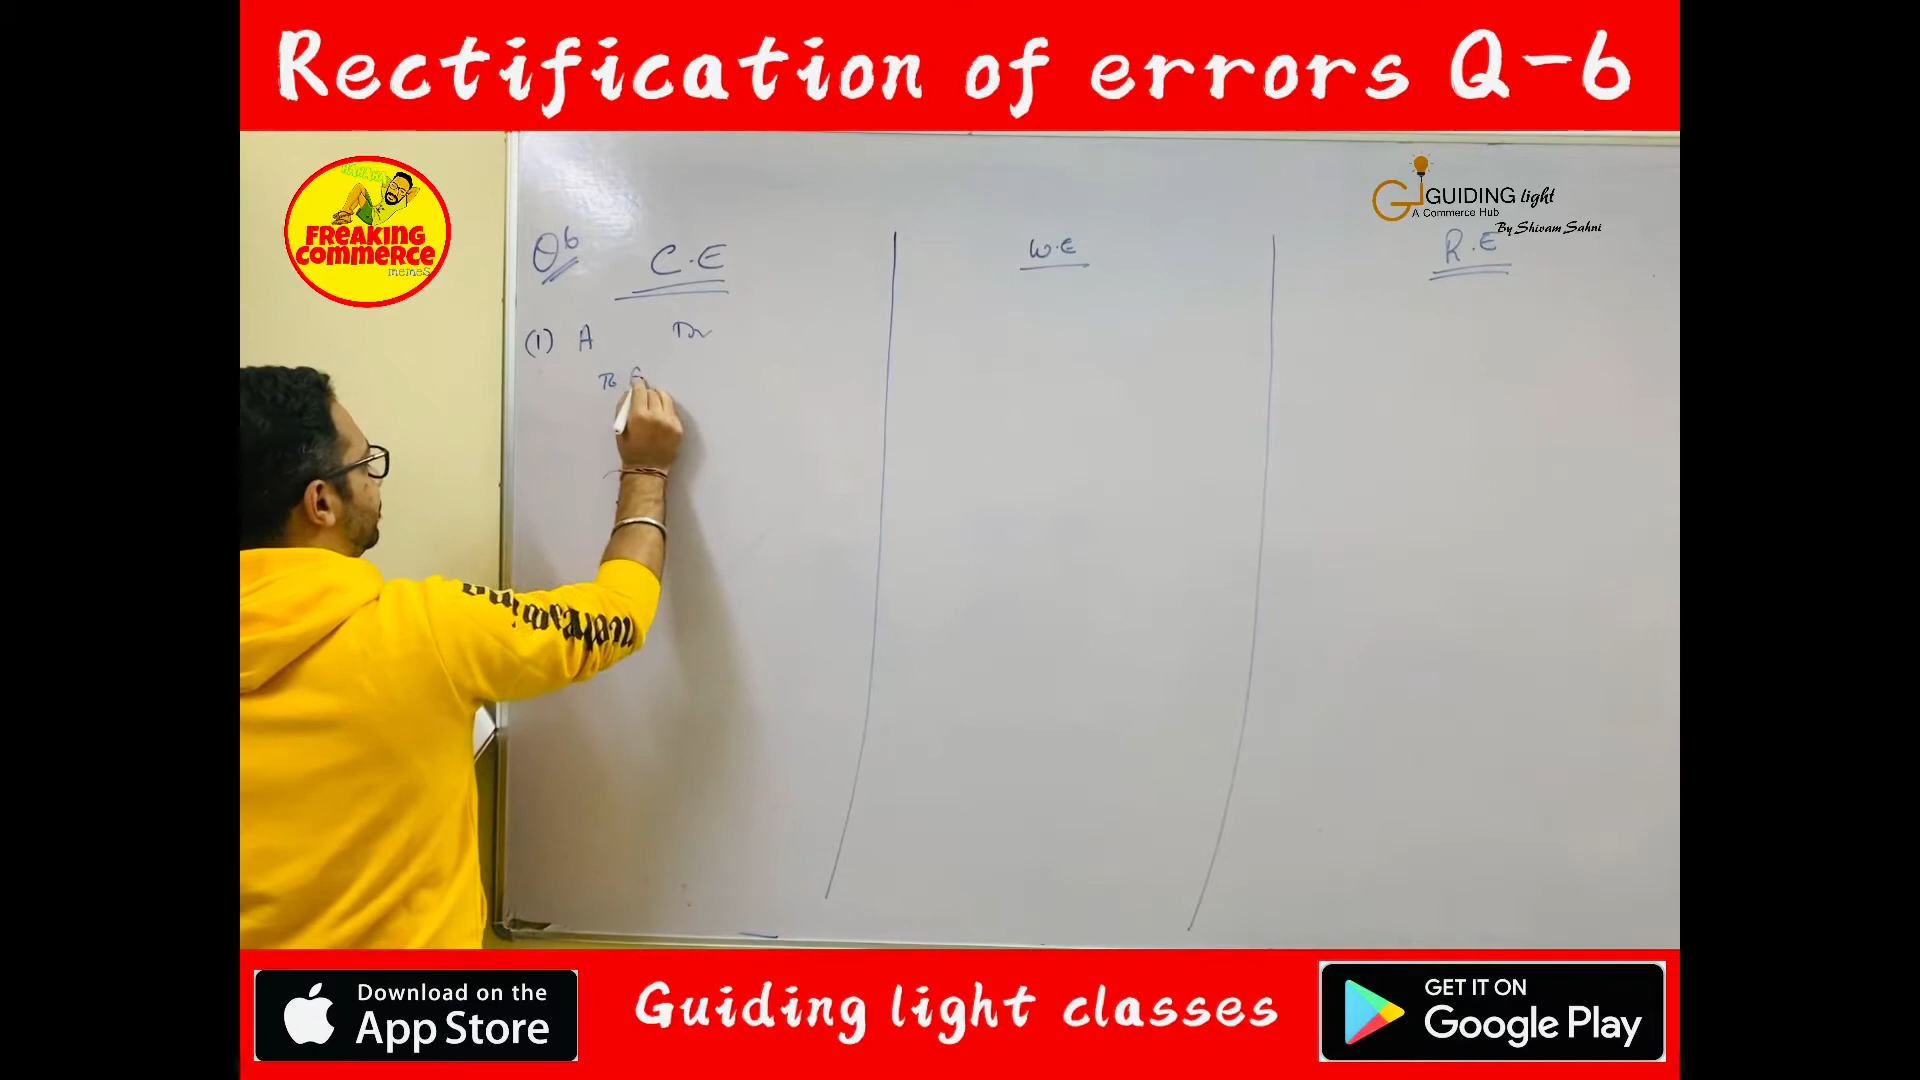 Rectification of errors Q-6
HAHAHA
FREAKING
COMMERCE
memes
GUIDING light
A Commerce Hub
By Shivam Sahni
Q6
C.E
W.E
R.E
(1) A Dr
To
Download on the
App Store
Guiding light classes
GET IT ON
Google Play